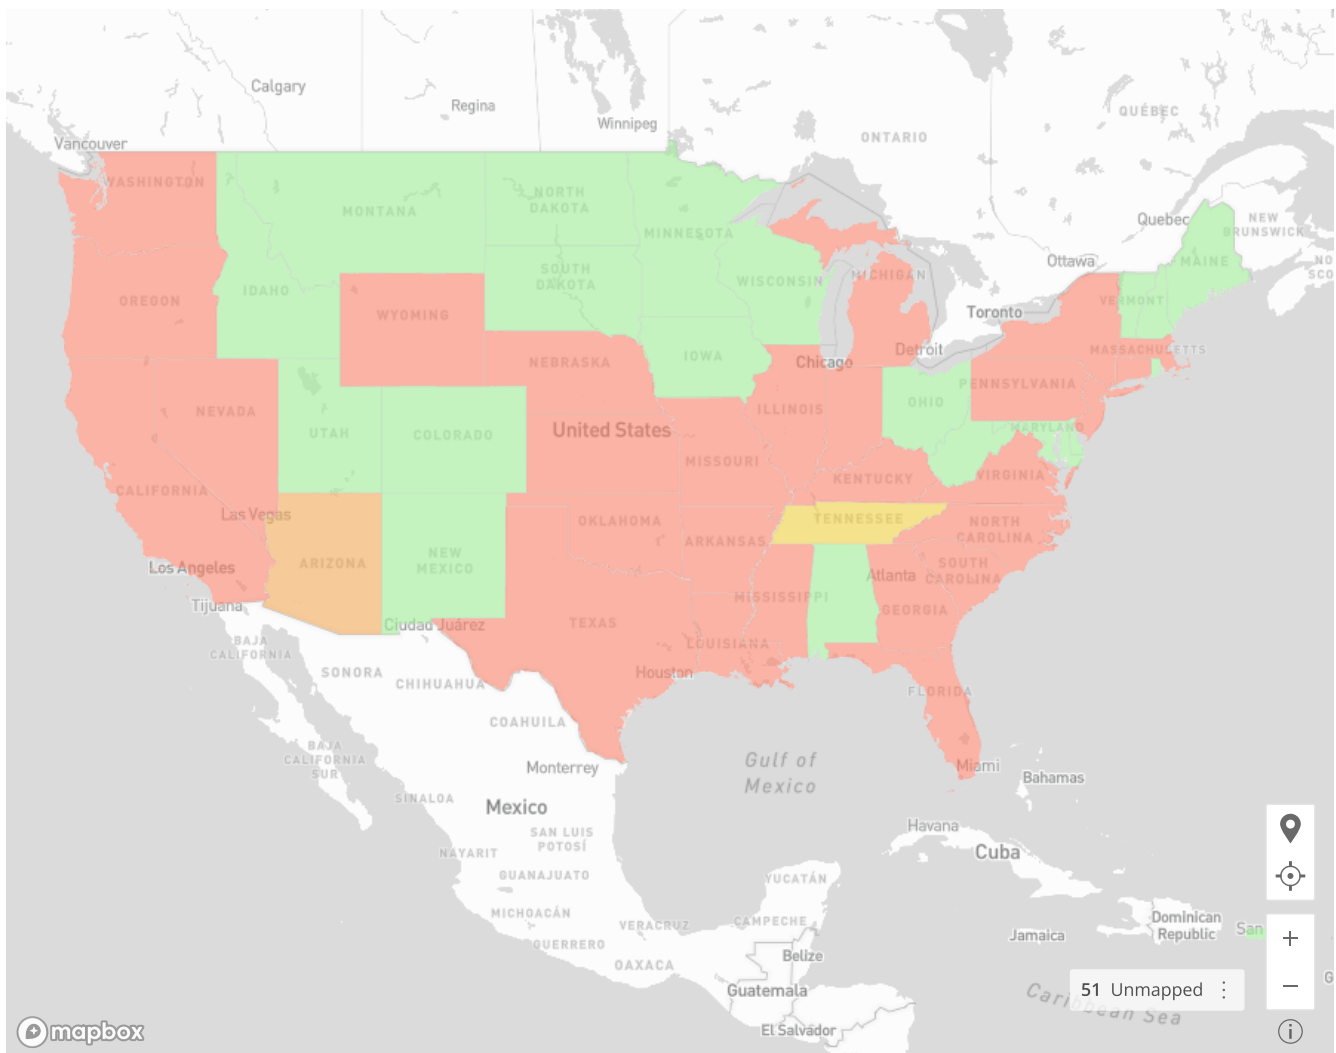 Calgary
Regina
Winnipeg
ONTARIO
QUÉBEC
Vancouver
WASHINGTON
MONTANA
NORTH
DAKOTA
MINNESOTA
Quebec
NEW
BRUNSWICK
NO
SCO
Ottawa
MAINE
OREGON
IDAHO
WYOMING
SOUTH
DAKOTA
WISCONSIN
MICHIGAN
Toronto
VERMONT
NEBRASKA
IOWA
Chicago
Detroit
MASSACHUSETTS
PENNSYLVANIA
NEVADA
UTAH
COLORADO
United States
ILLINOIS
OHIO
MARYLAND
CALIFORNIA
MISSOURI
KENTUCKY
VIRGINIA
Las Vegas
ARIZONA
NEW
MEXICO
OKLAHOMA
ARKANSAS
TENNESSEE
NORTH
CAROLINA
Los Angeles
Tijuana
Ciudad Juárez
TEXAS
MISSISSIPPI
Atlanta
SOUTH
CAROLINA
GEORGIA
BAJA
CALIFORNIA
SONORA
CHIHUAHUA
Houston
LOUISIANA
FLORIDA
COAHUILA
BAJA
CALIFORNIA
SUR
Monterrey
Gulf of
Mexico
Miami
Bahamas
SINALOA
Mexico
SAN LUIS
POTOSÍ
Havana
Cuba
NAYARIT
GUANAJUATO
YUCATÁN
MICHOACÁN
VERACRUZ
CAMPECHE
Jamaica
Dominican
Republic
San
GUERRERO
OAXACA
Belize
Guatemala
51 Unmapped
Caribbean Sea
G
El Salvador
mapbox